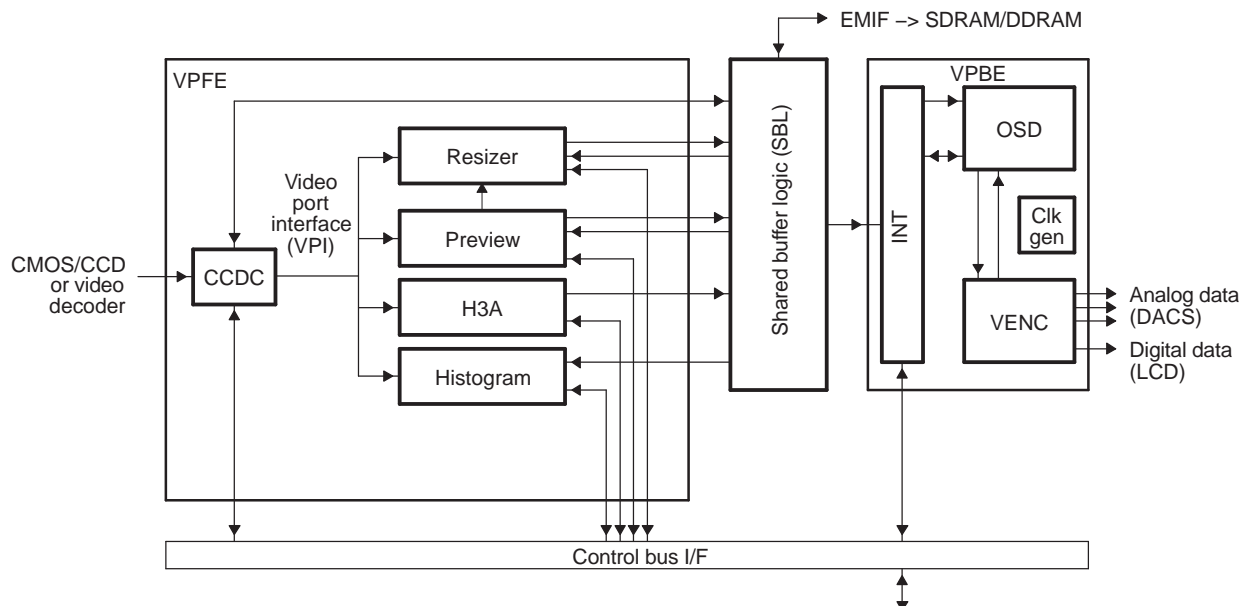 EMIF –> SDRAM/DDRAM
VPFE
VPBE
Resizer
OSD
Video
port
interface
(VPI)
Preview
Shared buffer logic (SBL)
INT
Clk
gen
CMOS/CCD
or video
decoder
CCDC
H3A
VENC
Analog data
(DACS)
Histogram
Digital data
(LCD)
Control bus I/F